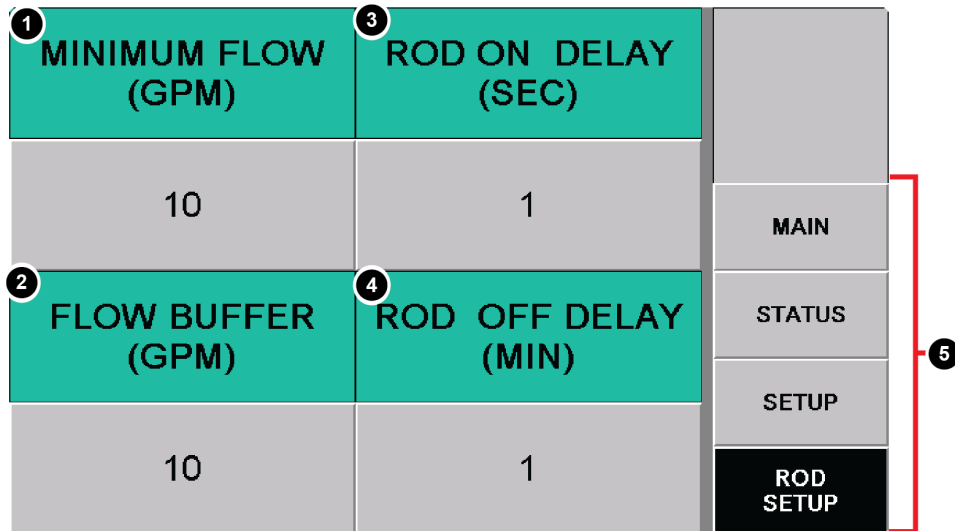 1
MINIMUM FLOW
(GPM)
3
ROD ON DELAY
(SEC)
10
1
2
FLOW BUFFER
(GPM)
4
ROD OFF DELAY
(MIN)
10
1
MAIN
STATUS
SETUP
ROD
SETUP
5